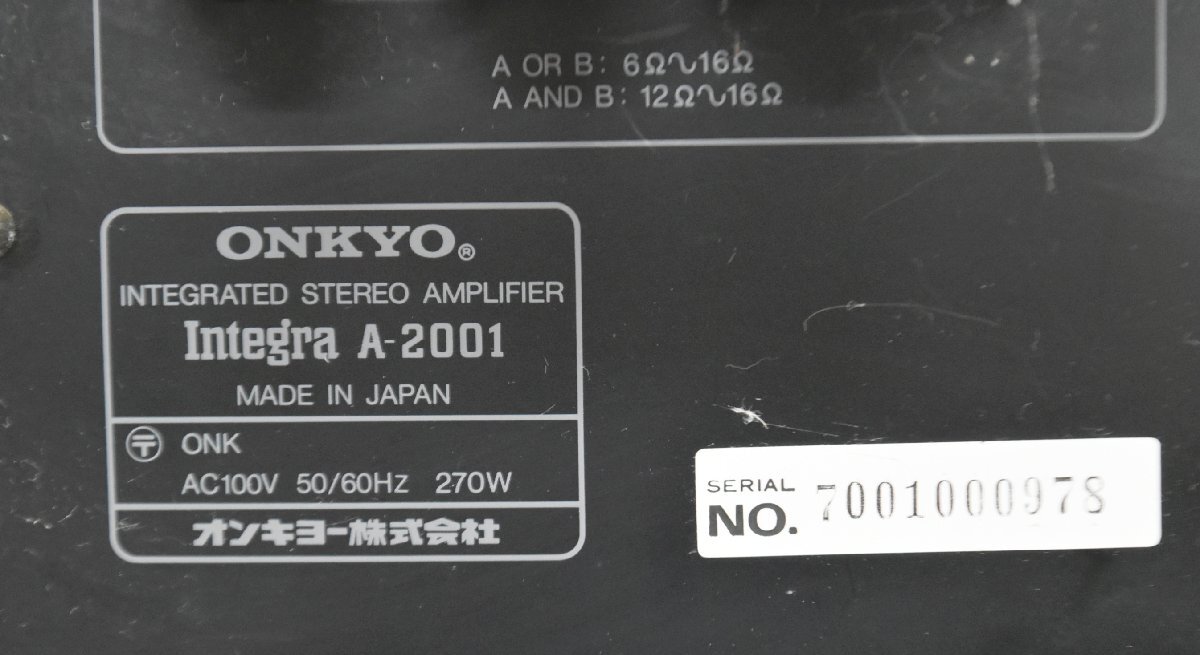 A OR B: 6Ω～16Ω
A AND B: 12Ω～16Ω
ONKYO®
INTEGRATED STEREO AMPLIFIER
Integra A-2001
MADE IN JAPAN
〶 ONK
AC100V 50/60Hz 270W
オンキヨー株式会社
SERIAL
NO. 7001000978